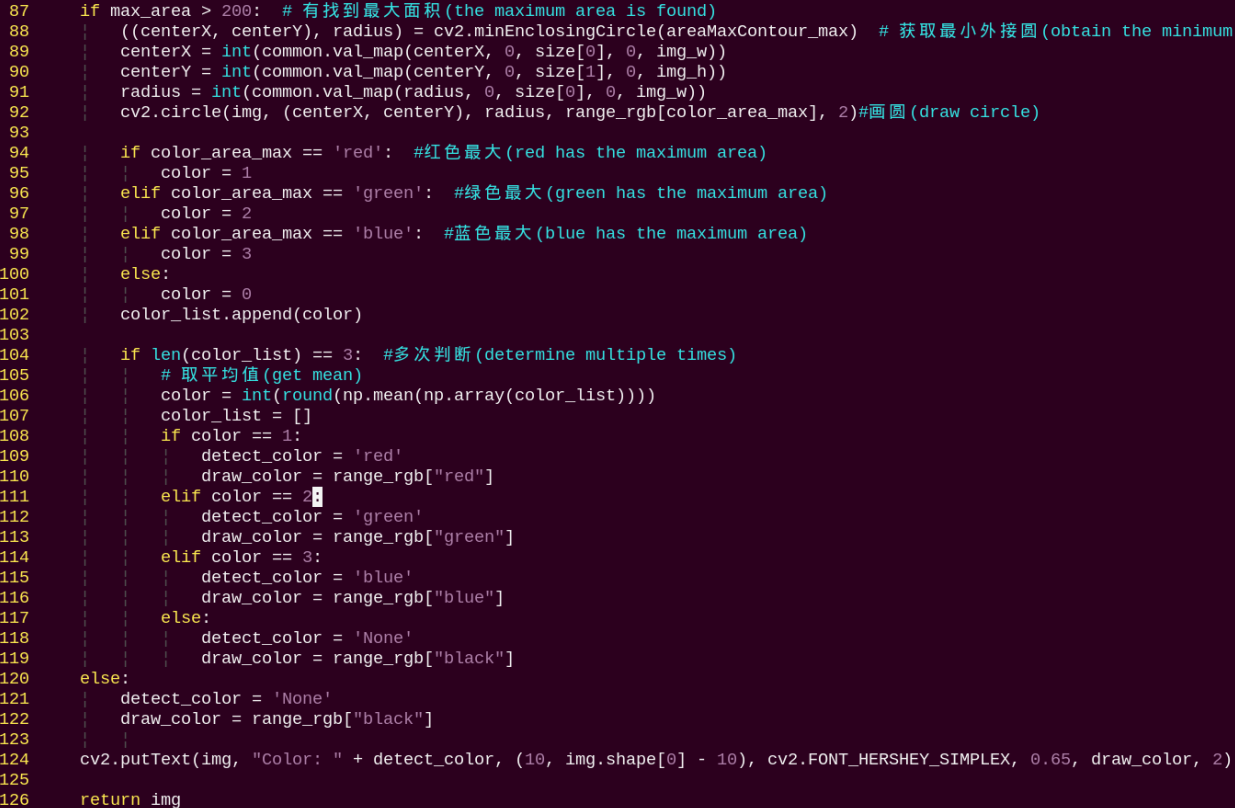 87     if max_area > 200:  # 有找到最大面积(the maximum area is found)
88         ((centerX, centerY), radius) = cv2.minEnclosingCircle(areaMaxContour_max)  # 获取最小外接圆(obtain the minimum
89         centerX = int(common.val_map(centerX, 0, size[0], 0, img_w))
90         centerY = int(common.val_map(centerY, 0, size[1], 0, img_h))
91         radius = int(common.val_map(radius, 0, size[0], 0, img_w))
92         cv2.circle(img, (centerX, centerY), radius, range_rgb[color_area_max], 2)#画圆(draw circle)
93
94         if color_area_max == 'red':  #红色最大(red has the maximum area)
95             color = 1
96         elif color_area_max == 'green':  #绿色最大(green has the maximum area)
97             color = 2
98         elif color_area_max == 'blue':  #蓝色最大(blue has the maximum area)
99             color = 3
100         else:
101             color = 0
102         color_list.append(color)
103
104         if len(color_list) == 3:  #多次判断(determine multiple times)
105             # 取平均值(get mean)
106             color = int(round(np.mean(np.array(color_list))))
107             color_list = []
108             if color == 1:
109                 detect_color = 'red'
110                 draw_color = range_rgb["red"]
111             elif color == 2:
112                 detect_color = 'green'
113                 draw_color = range_rgb["green"]
114             elif color == 3:
115                 detect_color = 'blue'
116                 draw_color = range_rgb["blue"]
117             else:
118                 detect_color = 'None'
119                 draw_color = range_rgb["black"]
120     else:
121         detect_color = 'None'
122         draw_color = range_rgb["black"]
123
124     cv2.putText(img, "Color: " + detect_color, (10, img.shape[0] - 10), cv2.FONT_HERSHEY_SIMPLEX, 0.65, draw_color, 2)
125
126     return img